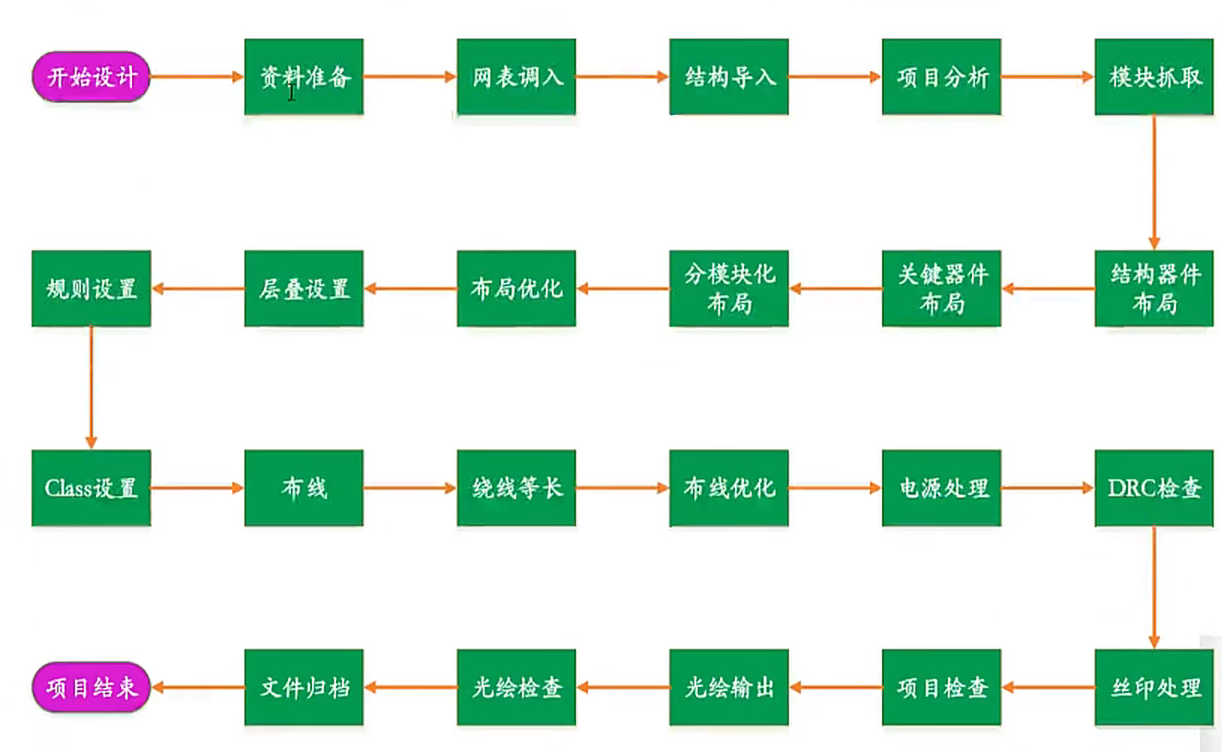 开始设计
资料准备
网表调入
结构导入
项目分析
模块抓取
结构器件
布局
关键器件
布局
分模块化
布局
布局优化
层叠设置
规则设置
Class设置
布线
绕线等长
布线优化
电源处理
DRC检查
丝印处理
项目检查
光绘输出
光绘检查
文件归档
项目结束